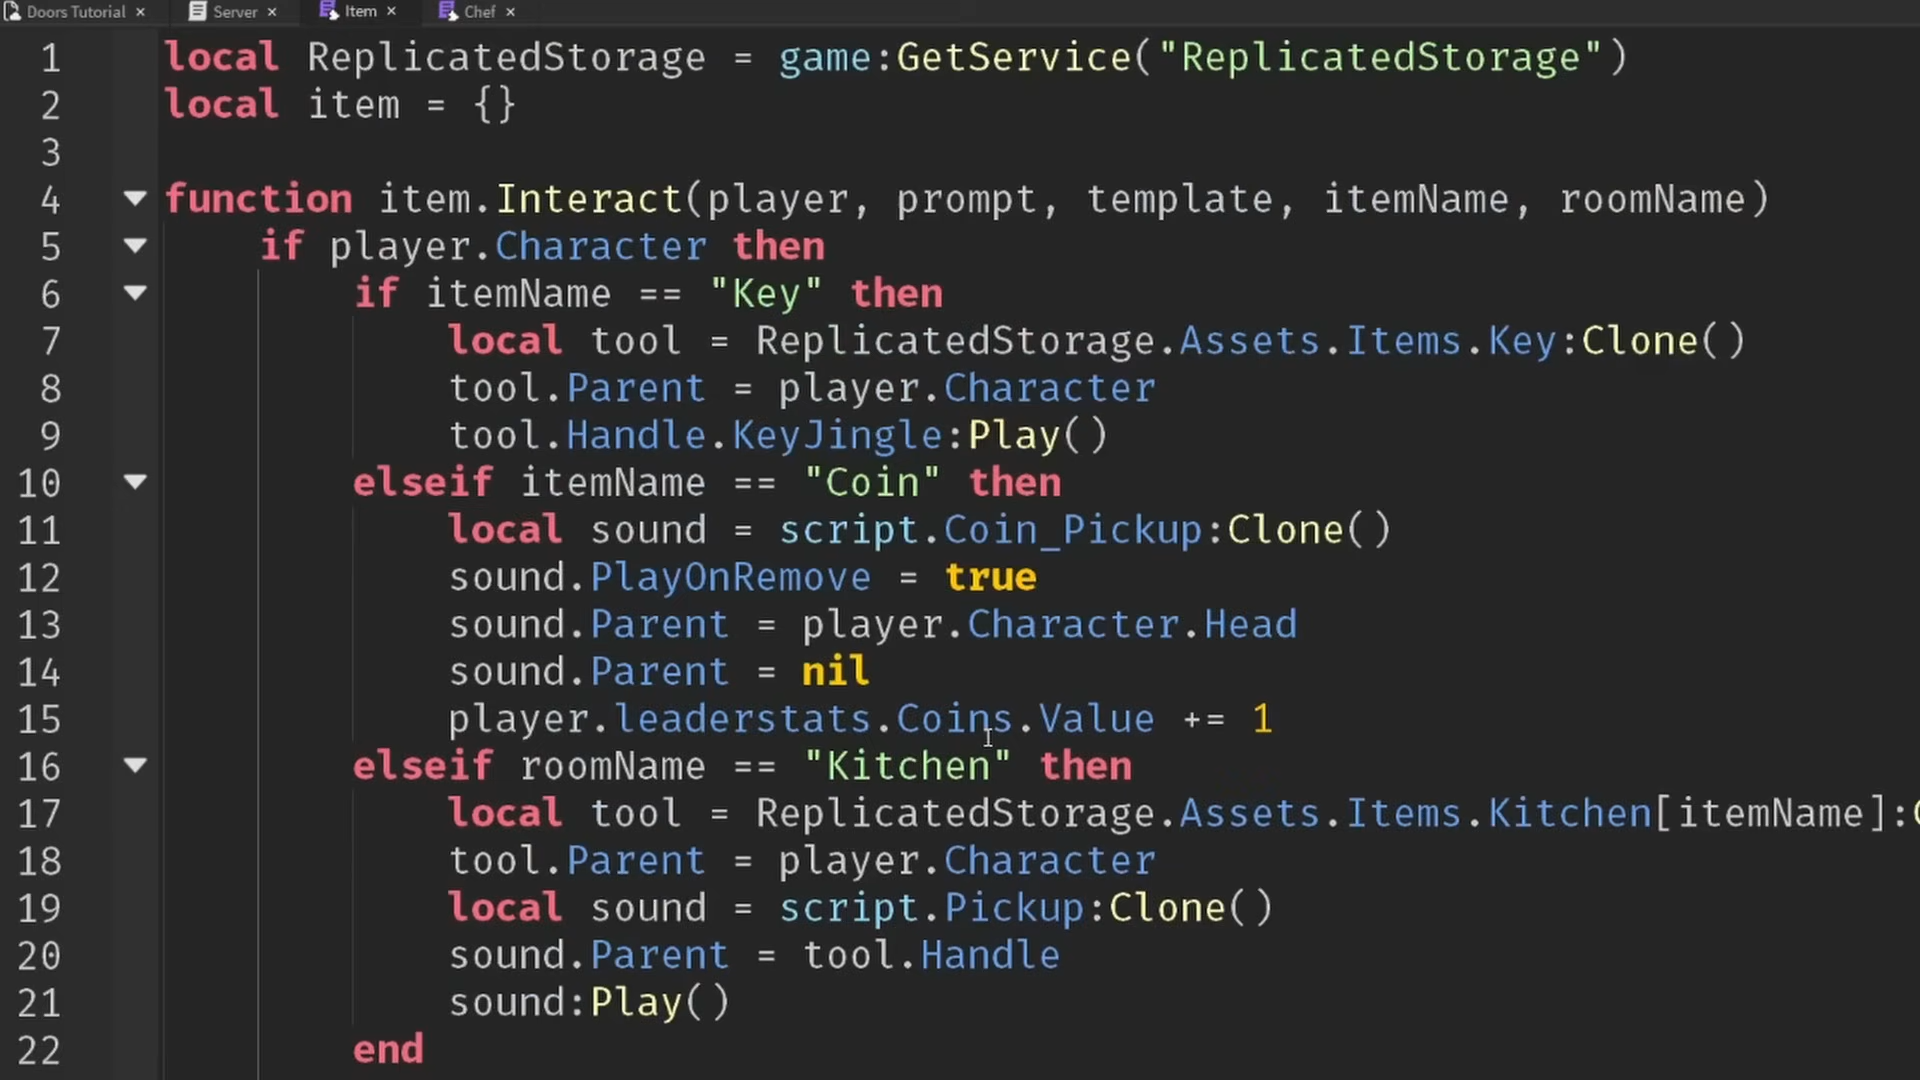 Doors Tutorial × Server × Item × Chef ×
1 local ReplicatedStorage = game:GetService("ReplicatedStorage")
2 local item = {}
3
4 function item.Interact(player, prompt, template, itemName, roomName)
5 if player.Character then
6 if itemName == "Key" then
7 local tool = ReplicatedStorage.Assets.Items.Key:Clone()
8 tool.Parent = player.Character
9 tool.Handle.KeyJingle:Play()
10 elseif itemName == "Coin" then
11 local sound = script.Coin_Pickup:Clone()
12 sound.PlayOnRemove = true
13 sound.Parent = player.Character.Head
14 sound.Parent = nil
15 player.leaderstats.Coins.Value += 1
16 elseif roomName == "Kitchen" then
17 local tool = ReplicatedStorage.Assets.Items.Kitchen[itemName]:
18 tool.Parent = player.Character
19 local sound = script.Pickup:Clone()
20 sound.Parent = tool.Handle
21 sound:Play()
22 end